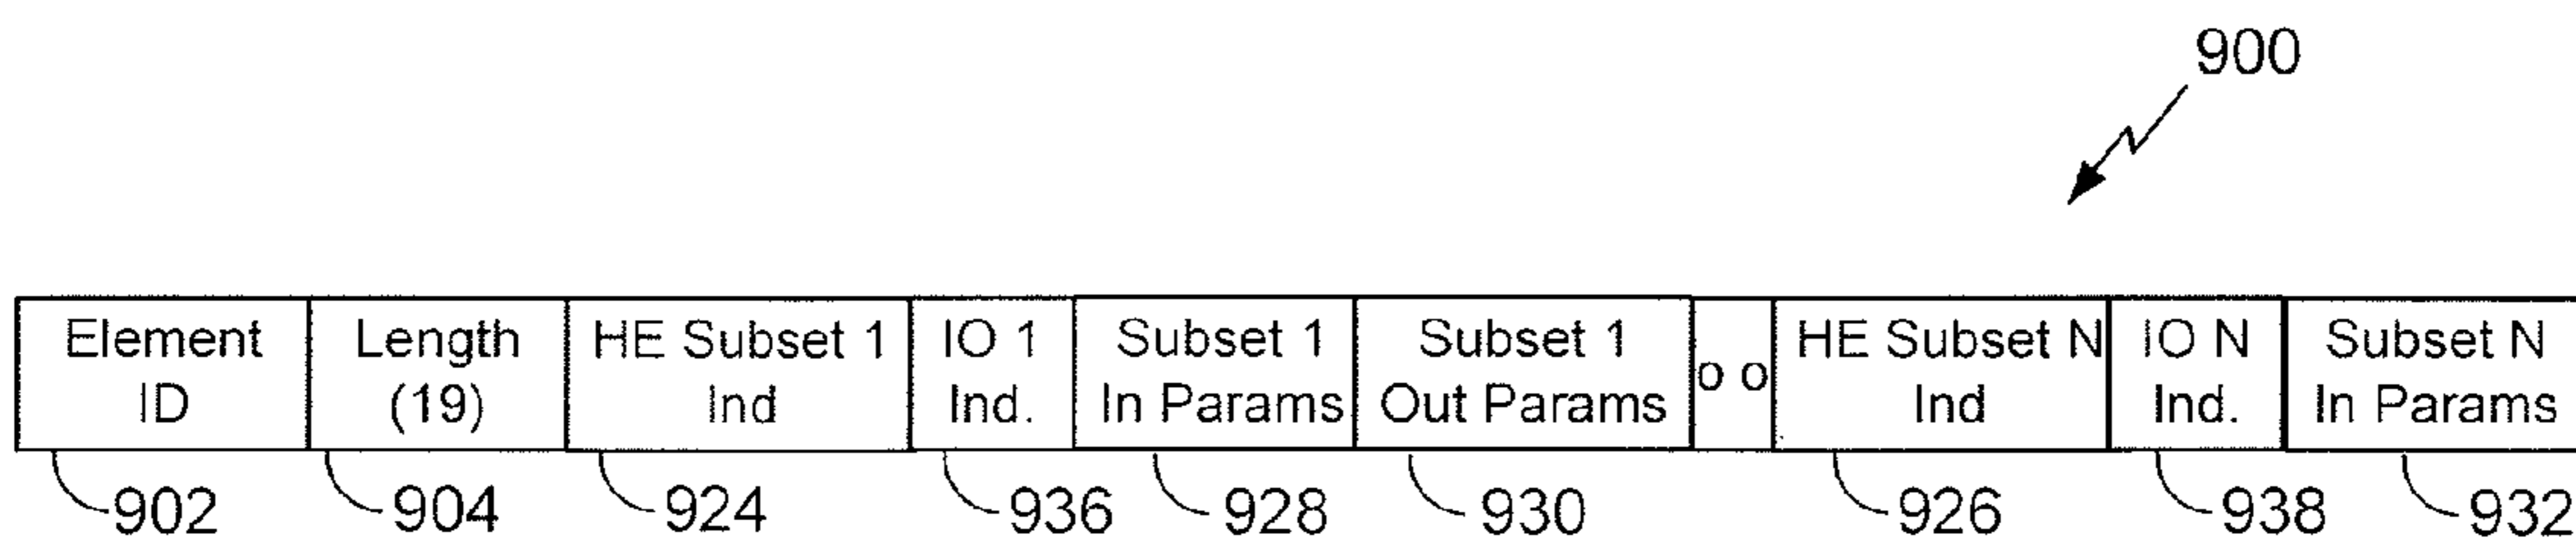 900
Element ID
Length (19)
HE Subset 1 Ind
IO 1 Ind.
Subset 1 In Params
Subset 1 Out Params
o o
HE Subset N Ind
IO N Ind.
Subset N In Params
902 904 924 936 928 930 926 938 932